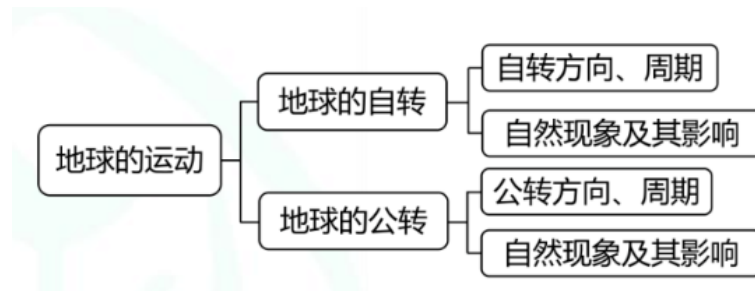 地球的运动
地球的自转
自转方向、周期
自然现象及其影响
地球的公转
公转方向、周期
自然现象及其影响